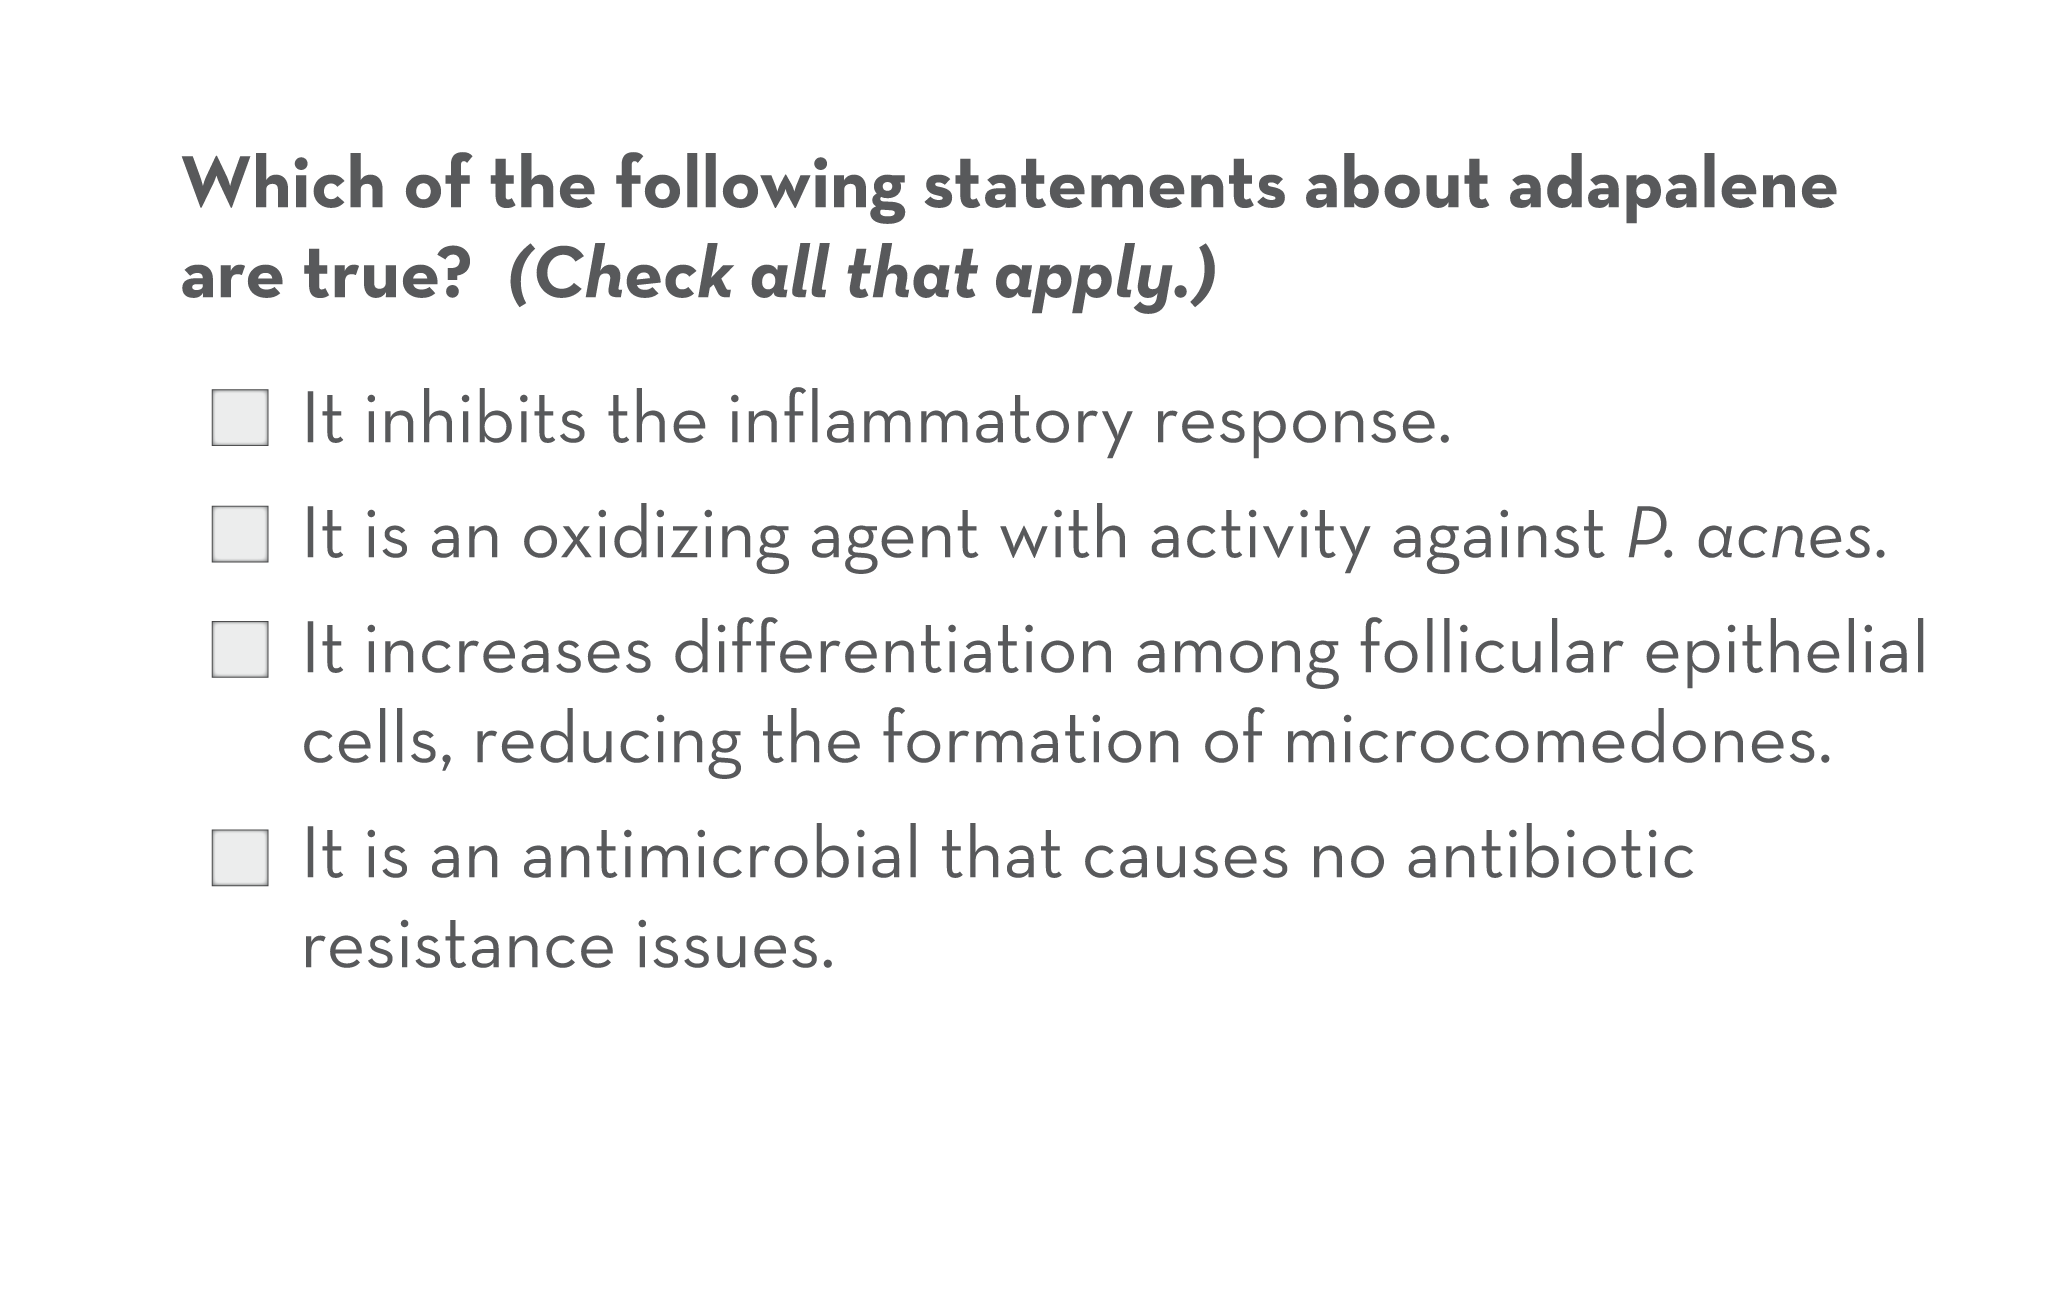 Which of the following statements about adapalene
are true? (Check all that apply.)
It inhibits the inflammatory response.
It is an oxidizing agent with activity against P. acnes.
It increases differentiation among follicular epithelial
cells, reducing the formation of microcomedones.
It is an antimicrobial that causes no antibiotic
resistance issues.